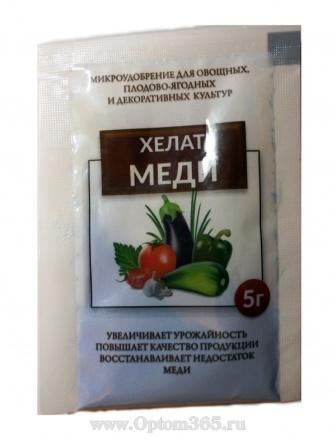 МИКРОУДОБРЕНИЕ ДЛЯ ОВОЩНЫХ,
ПЛОДОВО-ЯГОДНЫХ
И ДЕКОРАТИВНЫХ КУЛЬТУР
ХЕЛАТ
МЕДИ
5г
УВЕЛИЧИВАЕТ УРОЖАЙНОСТЬ
ПОВЫШАЕТ КАЧЕСТВО ПРОДУКЦИИ
ВОССТАНАВЛИВАЕТ НЕДОСТАТОК
МЕДИ
www.Optom365.ru